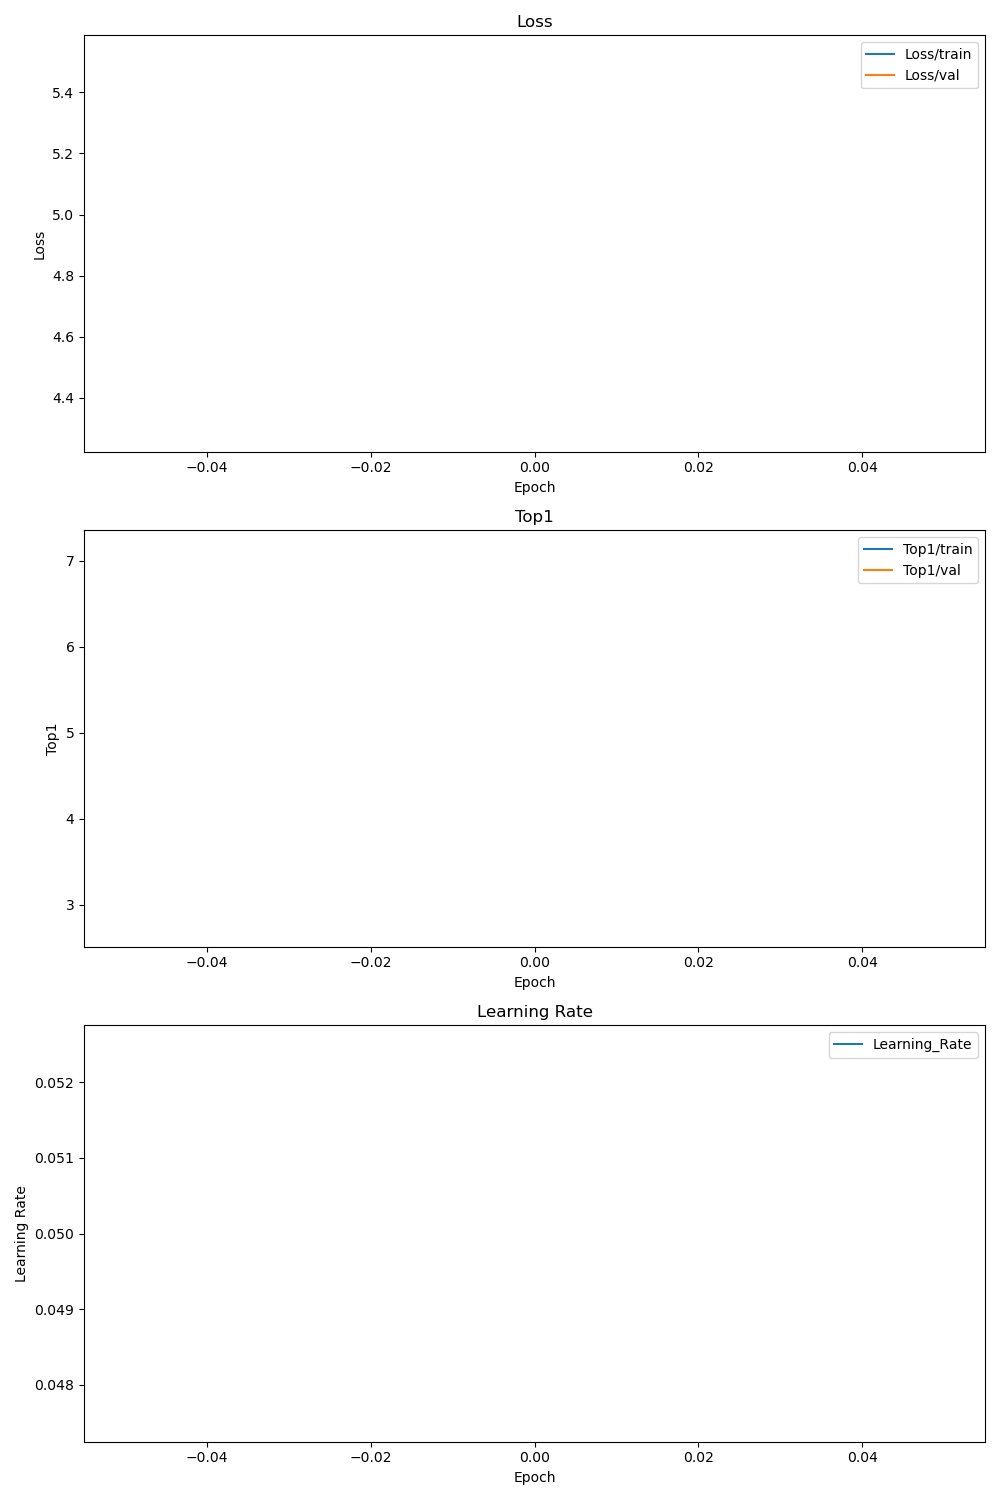 Loss
Loss/train
Loss/val
5.4
5.2
5.0
4.8
4.6
4.4
Loss
−0.04
−0.02
0.00
0.02
0.04
Epoch
Top1
Top1/train
Top1/val
7
6
5
4
3
Top1
−0.04
−0.02
0.00
0.02
0.04
Epoch
Learning Rate
Learning_Rate
0.052
0.051
0.050
0.049
0.048
Learning Rate
−0.04
−0.02
0.00
0.02
0.04
Epoch